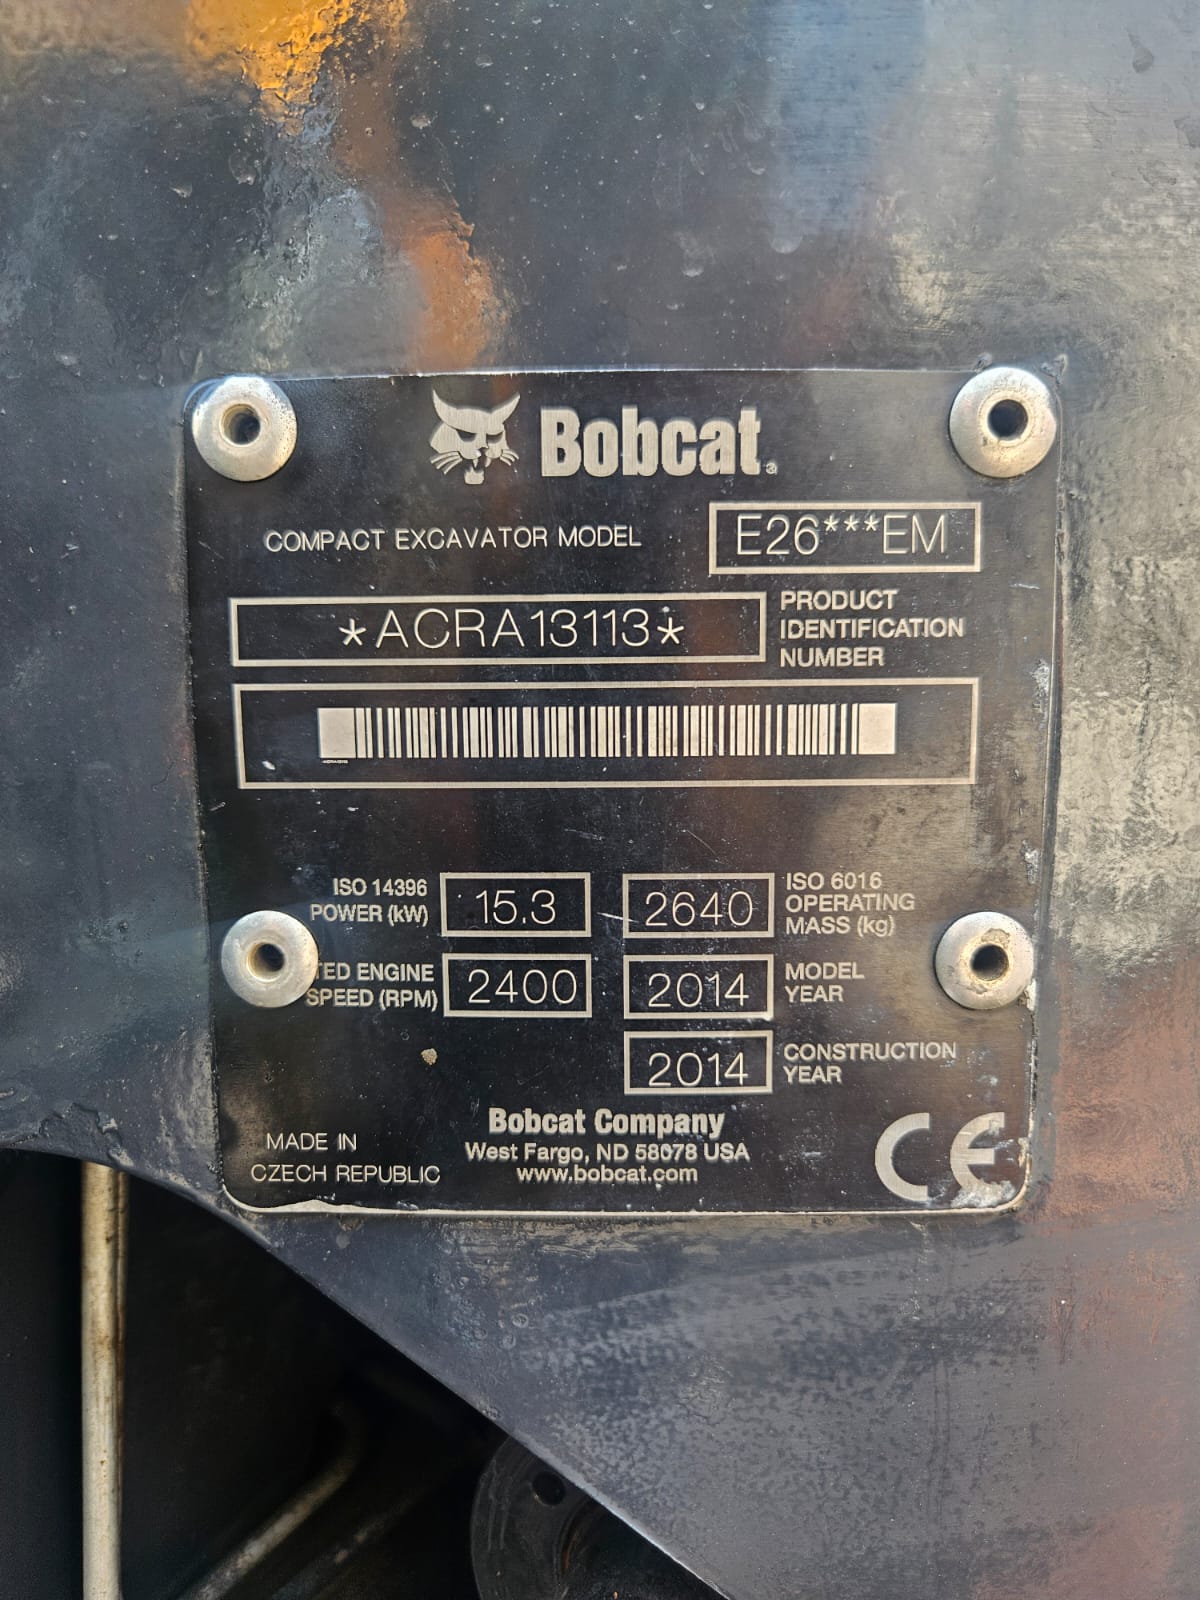 Bobcat®
COMPACT EXCAVATOR MODEL E26***EM
*ACRA13113* PRODUCT
IDENTIFICATION
NUMBER
ISO 14396
POWER (kW) 15.3
2640 ISO 6016
OPERATING
MASS (kg)
TED ENGINE
SPEED (RPM) 2400
2014 MODEL
YEAR
2014 CONSTRUCTION
YEAR
Bobcat Company
West Fargo, ND 58078 USA
www.bobcat.com
MADE IN
CZECH REPUBLIC
CE